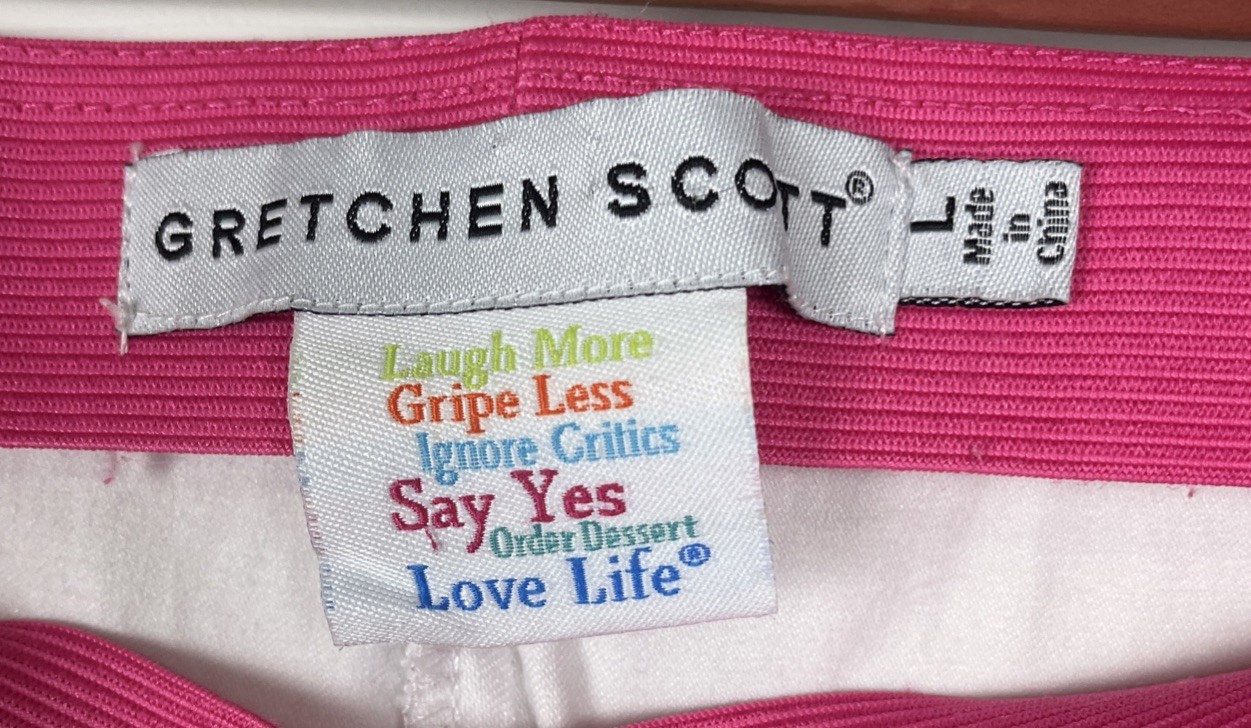 GRETCHEN SCOTT®
L
Made
in
China
Laugh More
Gripe Less
Ignore Critics
Say Yes
Order Dessert
Love Life®